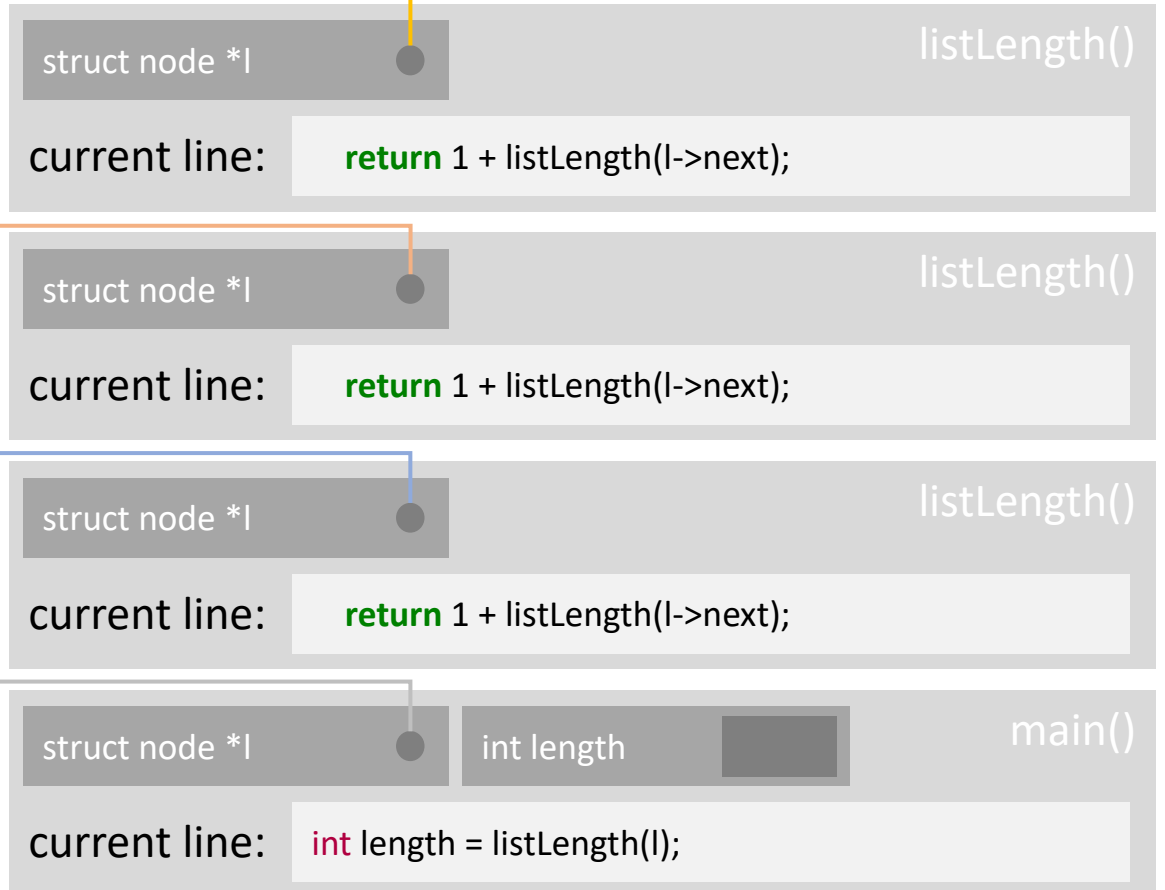 struct node *l
listLength()
current line: return 1 + listLength(l->next);
struct node *l
listLength()
current line: return 1 + listLength(l->next);
struct node *l
listLength()
current line: return 1 + listLength(l->next);
struct node *l int length
main()
current line: int length = listLength(l);